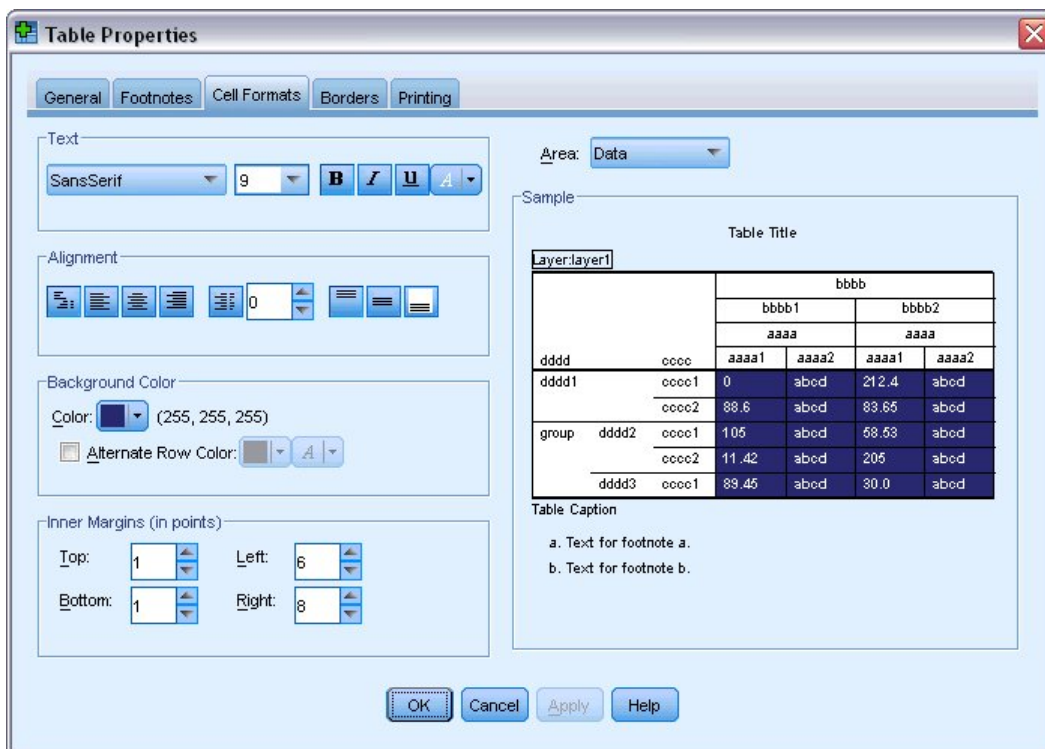 Table Properties
General Footnotes Cell Formats Borders Printing
Text
SansSerif 9 B I U A
Alignment
0
Background Color
Color: (255, 255, 255)
Alternate Row Color: A
Inner Margins (in points)
Top: 1 Left: 6
Bottom: 1 Right: 8
Area: Data
Sample
Table Title
Layer:layer1
bbbb
bbbb1 bbbb2
aaaa aaaa
dddd cccc aaaa1 aaaa2 aaaa1 aaaa2
dddd1 cccc1 0 abcd 212.4 abcd
cccc2 88.6 abcd 83.65 abcd
group dddd2 cccc1 105 abcd 58.53 abcd
cccc2 11.42 abcd 205 abcd
dddd3 cccc1 89.45 abcd 30.0 abcd
Table Caption
a. Text for footnote a.
b. Text for footnote b.
OK Cancel Apply Help